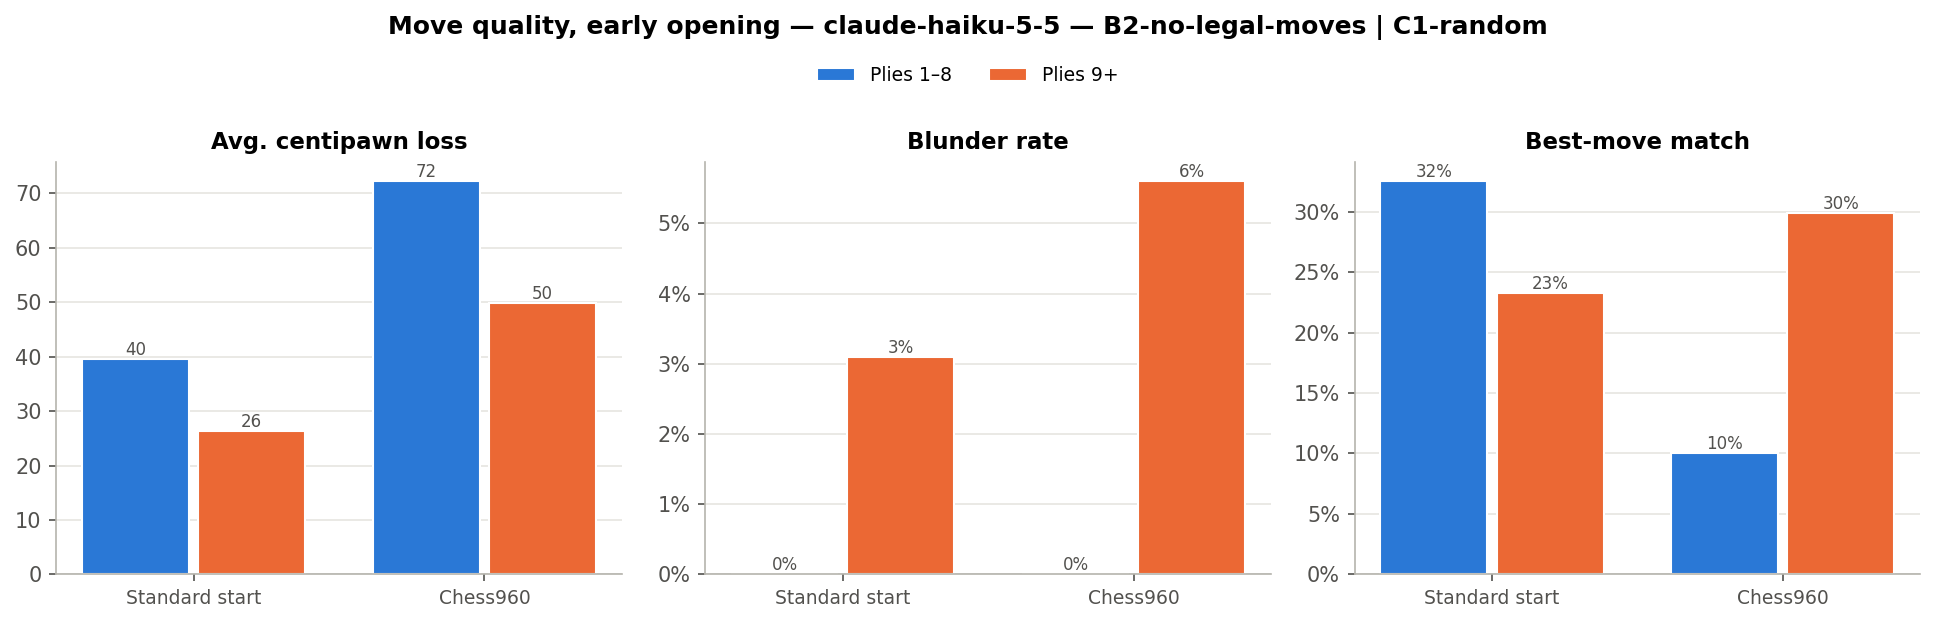 Move quality, early opening — claude-haiku-5-5 — B2-no-legal-moves | C1-random
Plies 1–8
Plies 9+
Avg. centipawn loss
70
60
50
40
30
20
10
0
40
26
72
50
Standard start
Chess960
Blunder rate
5%
4%
3%
2%
1%
0%
0%
3%
0%
6%
Standard start
Chess960
Best-move match
30%
25%
20%
15%
10%
5%
0%
32%
23%
10%
30%
Standard start
Chess960